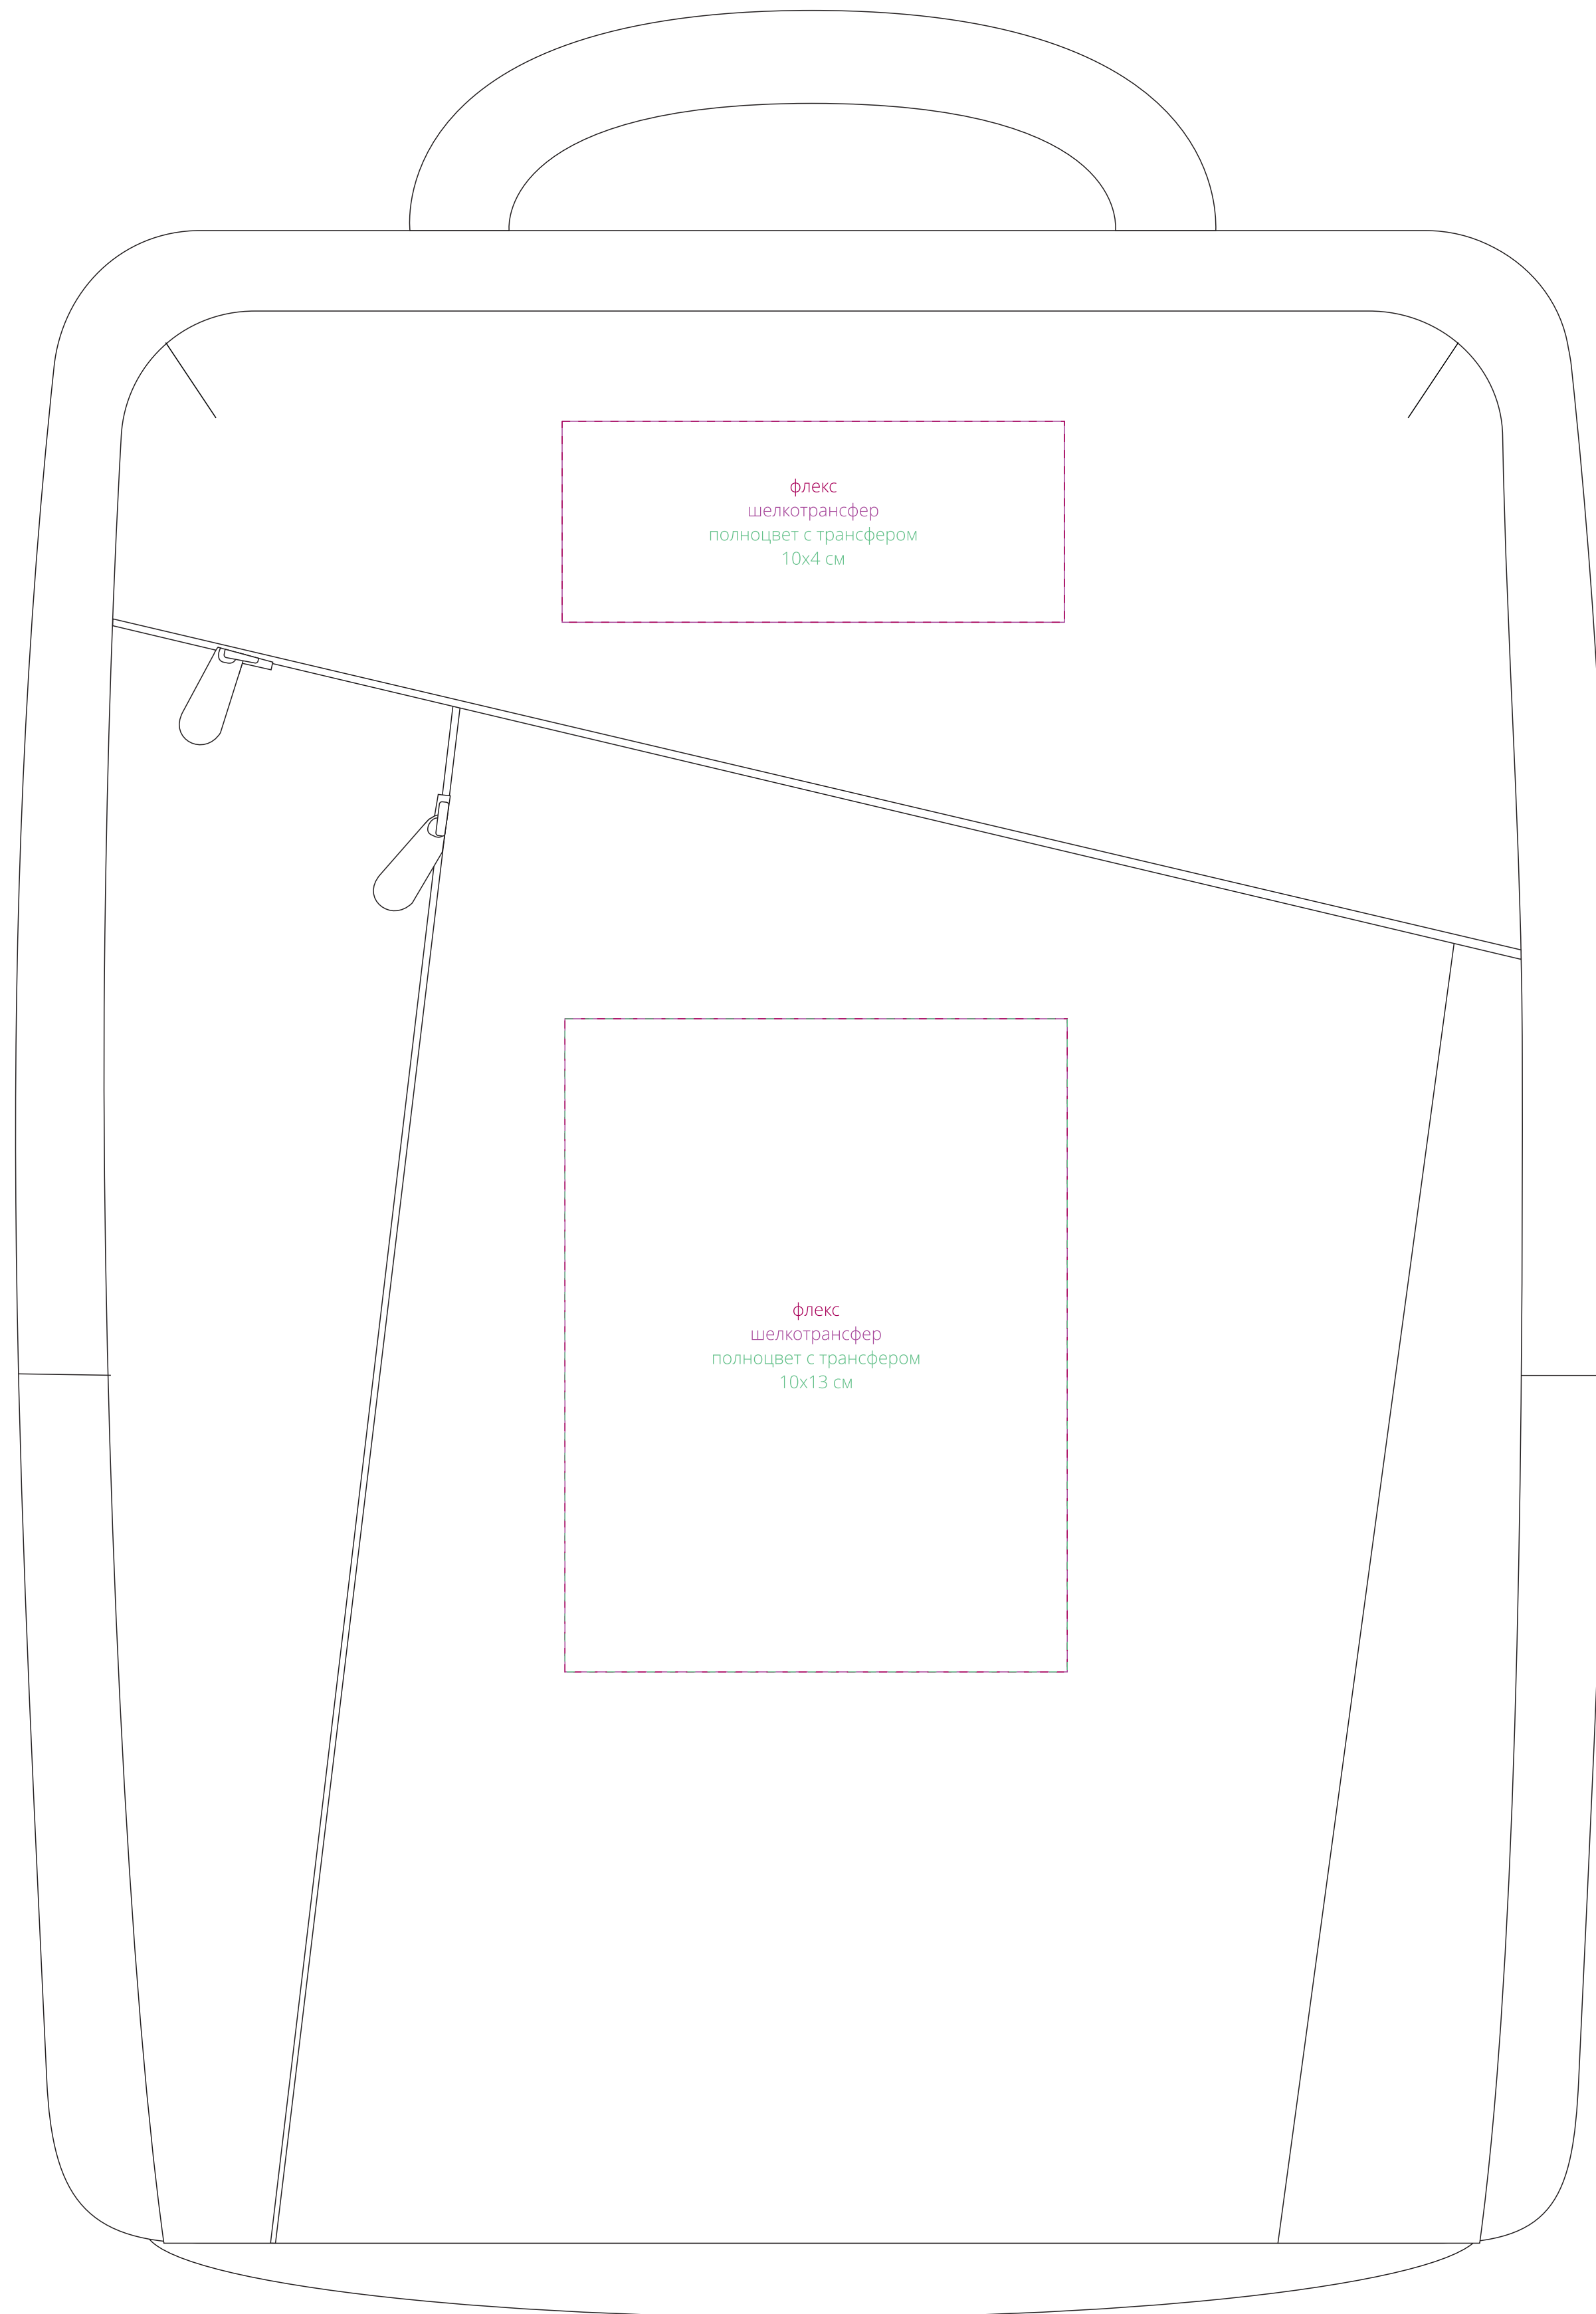 флекс
шелкотрансфер
полноцвет с трансфером
10х4 см
флекс
шелкотрансфер
полноцвет с трансфером
10х13 см